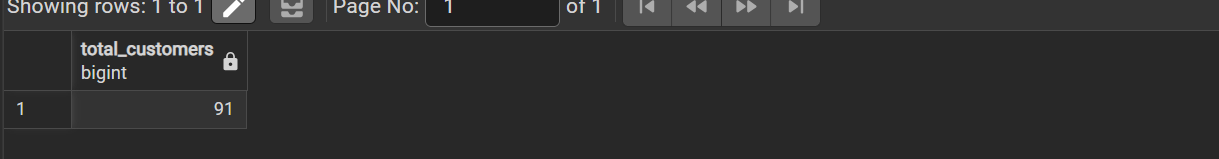 Showing rows: 1 to 1 Page No: 1 of 1
total_customers
bigint
1 91